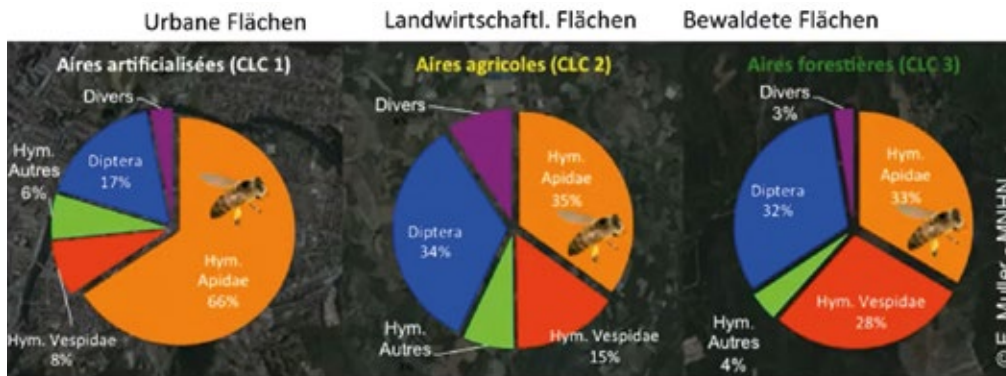 Urbane Flächen
Landwirtschaftl. Flächen
Bewaldete Flächen
Aires artificialisées (CLC 1)
Divers
Hym.
Autres
6%
Diptera
17%
Hym.
Apidae
66%
Hym. Vespidae
8%
Aires agricoles (CLC 2)
Divers
Hym.
Apidae
35%
Diptera
34%
Hym.
Autres
Hym. Vespidae
15%
Aires forestières (CLC 3)
Divers
3%
Hym.
Apidae
33%
Diptera
32%
Hym. Vespidae
28%
Hym.
Autres
4%
MNHN